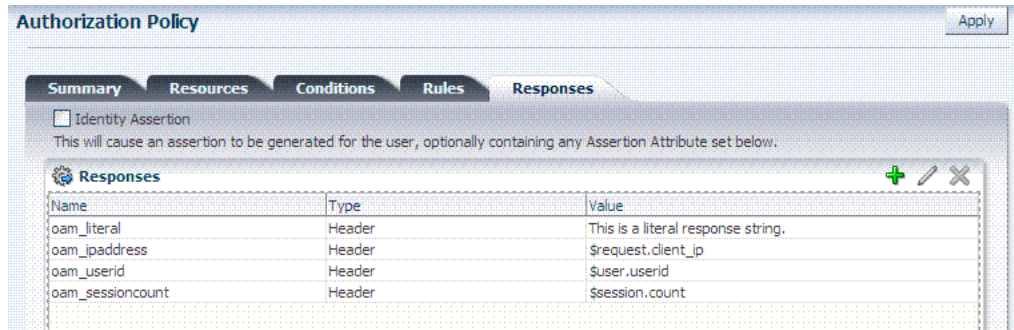 Authorization Policy Apply
Summary Resources Conditions Rules Responses
Identity Assertion
This will cause an assertion to be generated for the user, optionally containing any Assertion Attribute set below.
Responses
Name Type Value
oam_literal Header This is a literal response string.
oam_ipaddress Header $request.client_ip
oam_userid Header $user.userid
oam_sessioncount Header $session.count